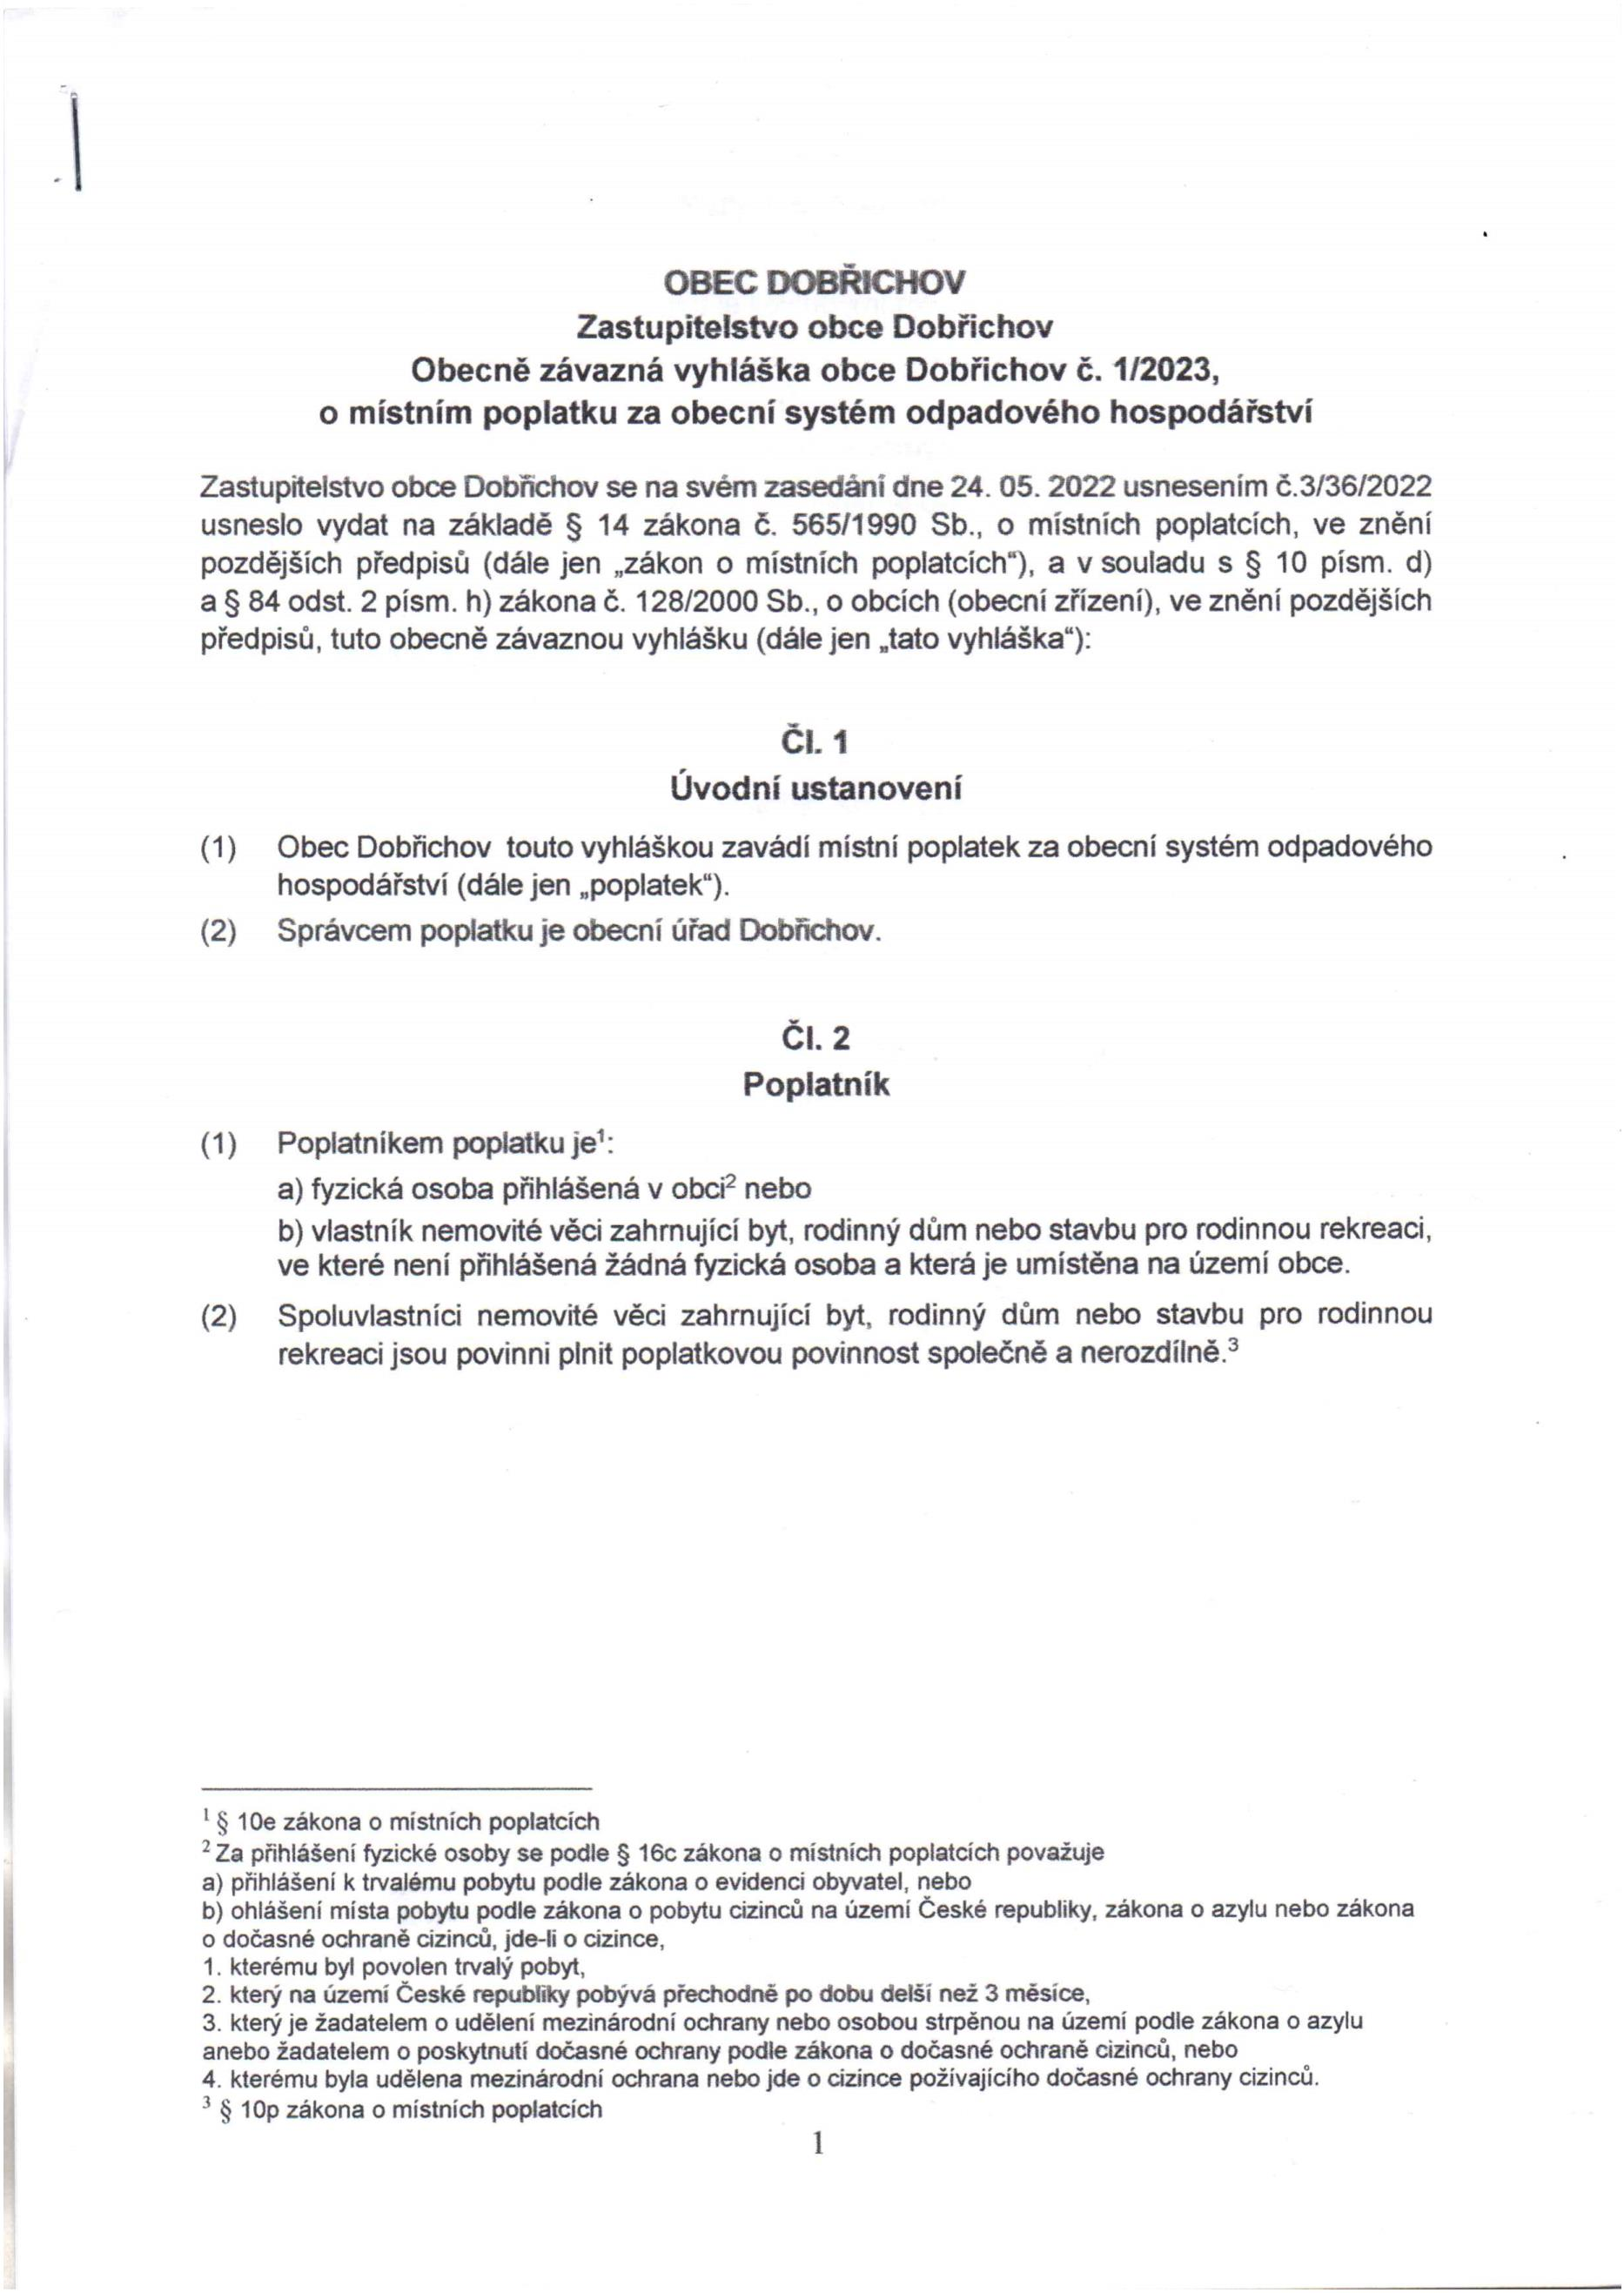 OBEC DOBŘICHOV
Zastupitelstvo obce Dobřichov
Obecně závazná vyhláška obce Dobřichov č. 1/2023,
o místním poplatku za obecní systém odpadového hospodářství
Zastupitelstvo obce Dobřichov se na svém zasedání dne 24. 05. 2022 usnesením č.3/36/2022
usneslo vydat na základě § 14 zákona č. 565/1990 Sb., o místních poplatcích, ve znění
pozdějších předpisů (dále jen „zákon o místních poplatcích“), a v souladu s § 10 písm. d)
a § 84 odst. 2 písm. h) zákona č. 128/2000 Sb., o obcích (obecní zřízení), ve znění pozdějších
předpisů, tuto obecně závaznou vyhlášku (dále jen „tato vyhláška“):
Čl. 1
Úvodní ustanovení
(1) Obec Dobřichov touto vyhláškou zavádí místní poplatek za obecní systém odpadového
hospodářství (dále jen „poplatek“).
(2) Správcem poplatku je obecní úřad Dobřichov.
Čl. 2
Poplatník
(1) Poplatníkem poplatku je¹:
a) fyzická osoba přihlášená v obci² nebo
b) vlastník nemovité věci zahrnující byt, rodinný dům nebo stavbu pro rodinnou rekreaci,
ve které není přihlášená žádná fyzická osoba a která je umístěna na území obce.
(2) Spoluvlastníci nemovité věci zahrnující byt, rodinný dům nebo stavbu pro rodinnou
rekreaci jsou povinni plnit poplatkovou povinnost společně a nerozdílně.³
¹ § 10e zákona o místních poplatcích
² Za přihlášení fyzické osoby se podle § 16c zákona o místních poplatcích považuje
a) přihlášení k trvalému pobytu podle zákona o evidenci obyvatel, nebo
b) ohlášení místa pobytu podle zákona o pobytu cizinců na území České republiky, zákona o azylu nebo zákona
o dočasné ochraně cizinců, jde-li o cizince,
1. kterému byl povolen trvalý pobyt,
2. který na území České republiky pobývá přechodně po dobu delší než 3 měsíce,
3. který je žadatelem o udělení mezinárodní ochrany nebo osobou strpěnou na území podle zákona o azylu
anebo žadatelem o poskytnutí dočasné ochrany podle zákona o dočasné ochraně cizinců, nebo
4. kterému byla udělena mezinárodní ochrana nebo jde o cizince požívajícího dočasné ochrany cizinců.
³ § 10p zákona o místních poplatcích
1